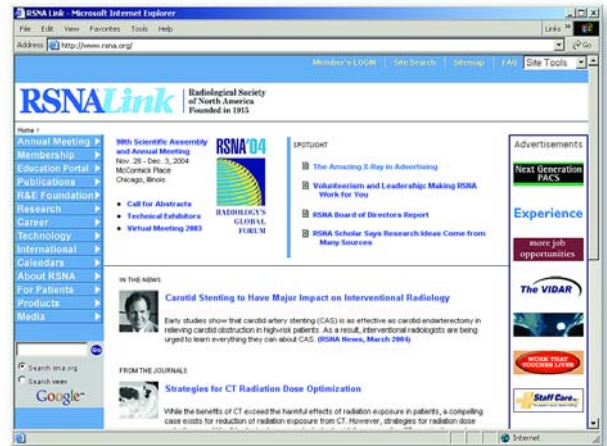 RSNA Link - Microsoft Internet Explorer
File Edit View Favorites Tools Help
Links »
Address http://www.rsna.org/
Go
Member's LOGIN | Site Search | Sitemap | FAQ Site Tools
RSNALink
Radiological Society
of North America
Founded in 1915
Home >
Annual Meeting
Membership
Education Portal
Publications
R&E Foundation
Research
Career
Technology
International
Calendars
About RSNA
For Patients
Products
Media
Go
Search rsna.org
Search www
Google
90th Scientific Assembly
and Annual Meeting
Nov. 28 - Dec. 3, 2004
McCormick Place
Chicago, Illinois
• Call for Abstracts
• Technical Exhibitors
• Virtual Meeting 2003
RSNA'04
RADIOLOGY'S
GLOBAL
FORUM
SPOTLIGHT
The Amazing X-Ray in Advertising
Volunteerism and Leadership: Making RSNA
Work for You
RSNA Board of Directors Report
RSNA Scholar Says Research Ideas Come from
Many Sources
IN THE NEWS
Carotid Stenting to Have Major Impact on Interventional Radiology
Early studies show that carotid artery stenting (CAS) is as effective as carotid endarterectomy in
relieving carotid obstruction in high-risk patients. As a result, interventional radiologists are being
urged to learn everything they can about CAS. (RSNA News, March 2004)
FROM THE JOURNALS
Strategies for CT Radiation Dose Optimization
While the benefits of CT exceed the harmful effects of radiation exposure in patients, a compelling
case exists for reduction of radiation exposure from CT. However, strategies for radiation dose
Advertisements
Next Generation
PACS
Experience
more job
opportunities
The VIDAR
WORK THAT
TOUCHES LIVES
Staff Care
Internet